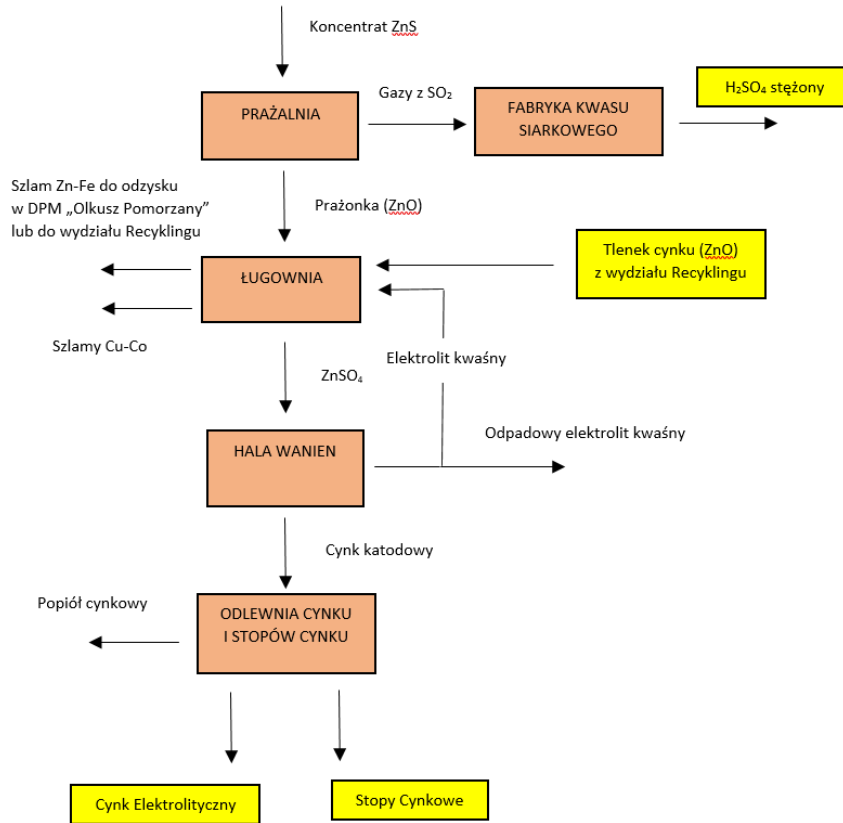 Koncentrat ZnS
PRAŻALNIA
Gazy z SO₂
FABRYKA KWASU
SIARKOWEGO
H₂SO₄ stężony
Szlam Zn-Fe do odzysku
w DPM „Olkusz Pomorzany”
lub do wydziału Recyklingu
Prażonka (ZnO)
Tlenek cynku (ZnO)
z wydziału Recyklingu
ŁUGOWNIA
Szlamy Cu-Co
ZnSO₄
Elektrolit kwaśny
HALA WANIEN
Odpadowy elektrolit kwaśny
Cynk katodowy
Popiół cynkowy
ODLEWNIA CYNKU
I STOPÓW CYNKU
Cynk Elektrolityczny
Stopy Cynkowe